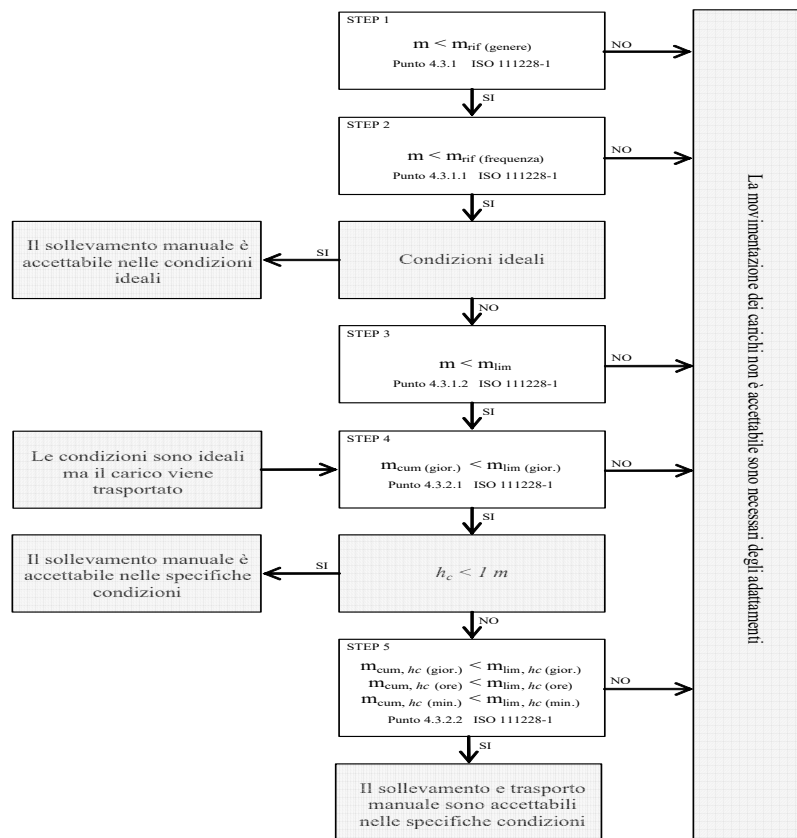 STEP 1
m < mrif (genere)
Punto 4.3.1 ISO 111228-1
NO
SI
STEP 2
m < mrif (frequenza)
Punto 4.3.1.1 ISO 111228-1
NO
SI
Il sollevamento manuale è
accettabile nelle condizioni
ideali
SI
Condizioni ideali
NO
STEP 3
m < mlim
Punto 4.3.1.2 ISO 111228-1
NO
SI
Le condizioni sono ideali
ma il carico viene
trasportato
STEP 4
mcum (gior.) < mlim (gior.)
Punto 4.3.2.1 ISO 111228-1
NO
SI
Il sollevamento manuale è
accettabile nelle specifiche
condizioni
SI
hc < 1 m
NO
STEP 5
mcum, hc (gior.) < mlim, hc (gior.)
mcum, hc (ore) < mlim, hc (ore)
mcum, hc (min.) < mlim, hc (min.)
Punto 4.3.2.2 ISO 111228-1
NO
SI
Il sollevamento e trasporto
manuale sono accettabili
nelle specifiche condizioni
La movimentazione dei carichi non è accettabile sono necessari degli adattamenti